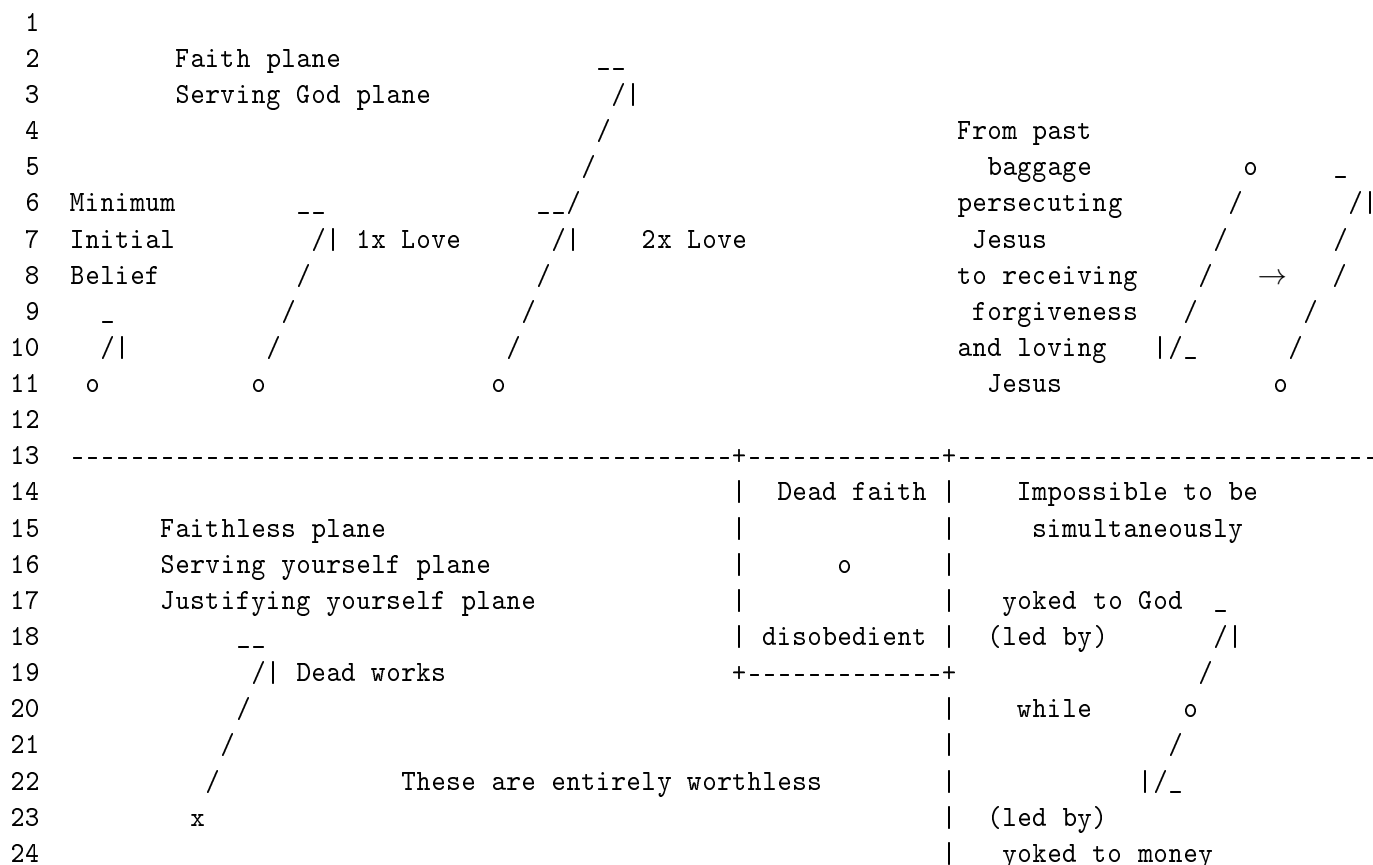 1
2 Faith plane __
3 Serving God plane /|
4 / From past
5 / baggage o _
6 Minimum __ __/ persecuting / /|
7 Initial /| 1x Love /| 2x Love Jesus / /
8 Belief / / to receiving / → /
9 _ / / forgiveness / /
10 /| / / and loving |/_ /
11 o o o Jesus o
12
13 --------------------------------------------+-------------+----------------------------
14 | Dead faith | Impossible to be
15 Faithless plane | | simultaneously
16 Serving yourself plane | o |
17 Justifying yourself plane | | yoked to God _
18 __ | disobedient | (led by) /|
19 /| Dead works +-------------+ /
20 / | while o
21 / | /
22 / These are entirely worthless | |/_
23 x | (led by)
24 | yoked to money